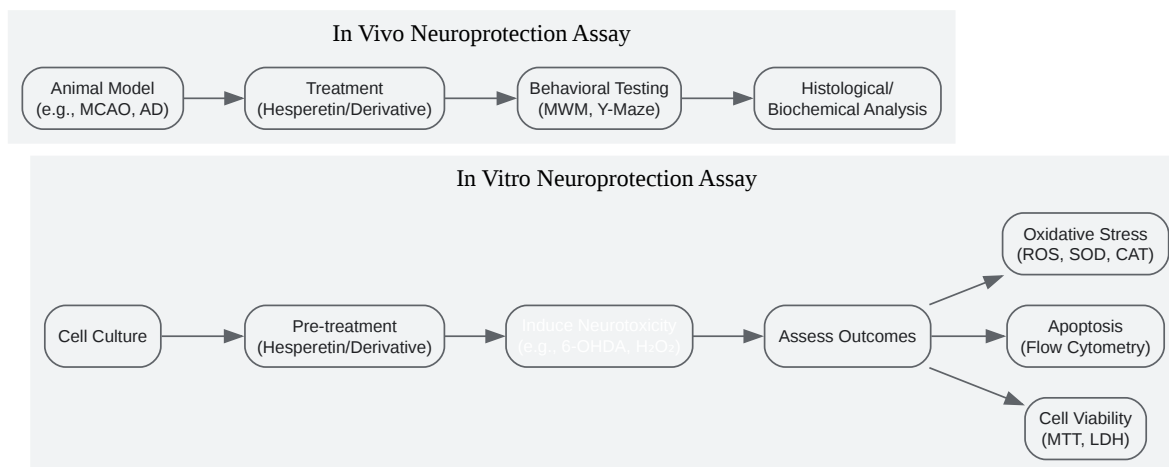 In Vivo Neuroprotection Assay
Animal Model
(e.g., MCAO, AD)
Treatment
(Hesperetin/Derivative)
Behavioral Testing
(MWM, Y-Maze)
Histological/
Biochemical Analysis
In Vitro Neuroprotection Assay
Cell Culture
Pre-treatment
(Hesperetin/Derivative)
Induce Neurotoxicity
(e.g., 6-OHDA, H₂O₂)
Assess Outcomes
Oxidative Stress
(ROS, SOD, CAT)
Apoptosis
(Flow Cytometry)
Cell Viability
(MTT, LDH)